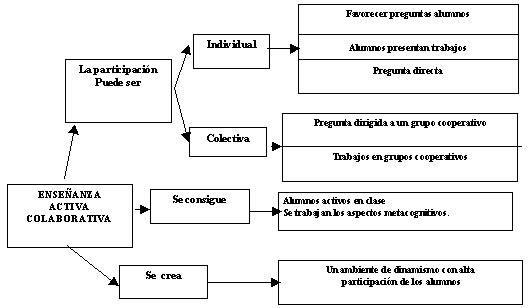 Favorecer preguntas alumnos
Individual
Alumnos presentan trabajos
La participación
Puede ser
Pregunta directa
Pregunta dirigida a un grupo cooperativo
Colectiva
Trabajos en grupos cooperativos
ENSEÑANZA
ACTIVA
COLABORATIVA
Se consigue
Alumnos activos en clase
Se trabajan los aspectos metacognitivos.
Se crea
Un ambiente de dinamismo con alta
participación de los alumnos